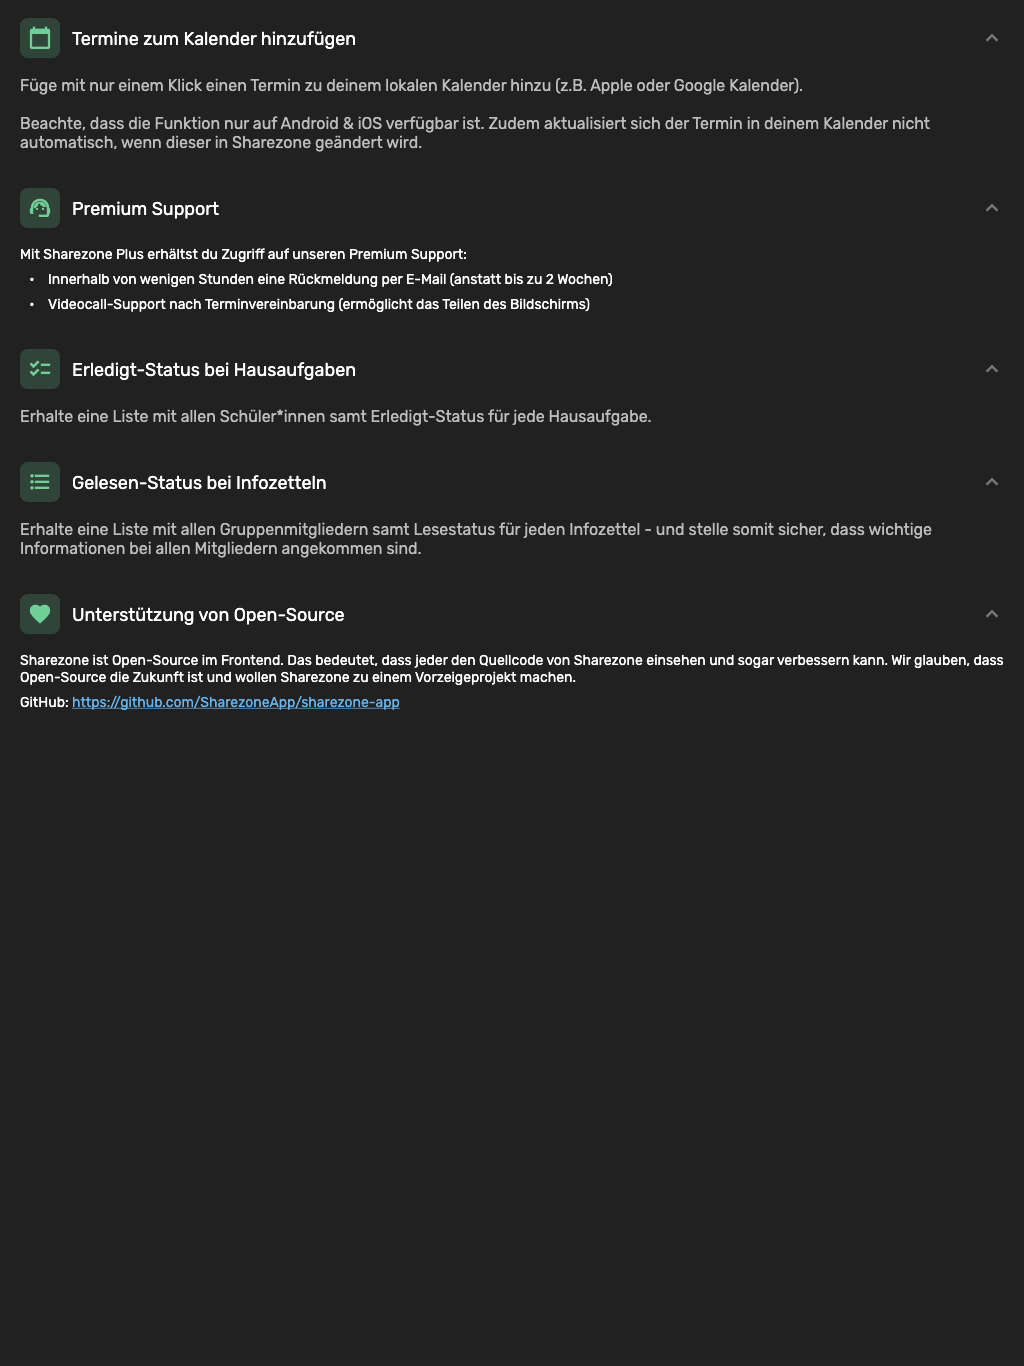 Termine zum Kalender hinzufügen
Füge mit nur einem Klick einen Termin zu deinem lokalen Kalender hinzu (z.B. Apple oder Google Kalender).
Beachte, dass die Funktion nur auf Android & iOS verfügbar ist. Zudem aktualisiert sich der Termin in deinem Kalender nicht
automatisch, wenn dieser in Sharezone geändert wird.
Premium Support
Mit Sharezone Plus erhältst du Zugriff auf unseren Premium Support:
• Innerhalb von wenigen Stunden eine Rückmeldung per E-Mail (anstatt bis zu 2 Wochen)
• Videocall-Support nach Terminvereinbarung (ermöglicht das Teilen des Bildschirms)
Erledigt-Status bei Hausaufgaben
Erhalte eine Liste mit allen Schüler*innen samt Erledigt-Status für jede Hausaufgabe.
Gelesen-Status bei Infozetteln
Erhalte eine Liste mit allen Gruppenmitgliedern samt Lesestatus für jeden Infozettel - und stelle somit sicher, dass wichtige
Informationen bei allen Mitgliedern angekommen sind.
Unterstützung von Open-Source
Sharezone ist Open-Source im Frontend. Das bedeutet, dass jeder den Quellcode von Sharezone einsehen und sogar verbessern kann. Wir glauben, dass
Open-Source die Zukunft ist und wollen Sharezone zu einem Vorzeigeprojekt machen.
GitHub: https://github.com/SharezoneApp/sharezone-app